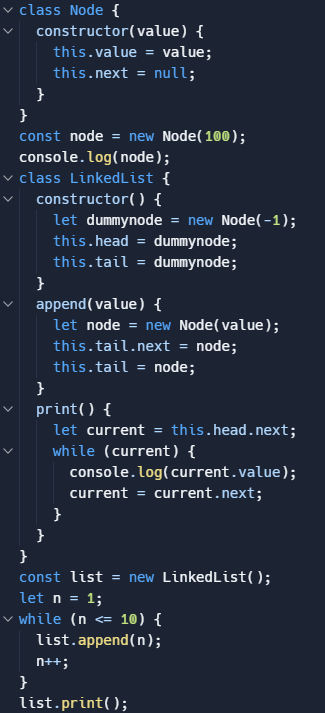 class Node {
  constructor(value) {
    this.value = value;
    this.next = null;
  }
}
const node = new Node(100);
console.log(node);
class LinkedList {
  constructor() {
    let dummynode = new Node(-1);
    this.head = dummynode;
    this.tail = dummynode;
  }
  append(value) {
    let node = new Node(value);
    this.tail.next = node;
    this.tail = node;
  }
  print() {
    let current = this.head.next;
    while (current) {
      console.log(current.value);
      current = current.next;
    }
  }
}
const list = new LinkedList();
let n = 1;
while (n <= 10) {
  list.append(n);
  n++;
}
list.print();